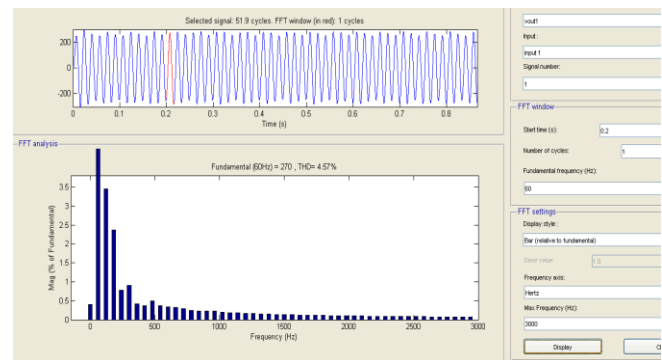 Selected signal: 51.9 cycles. FFT window (in red): 1 cycles
200
0
-200
0 0.1 0.2 0.3 0.4 0.5 0.6 0.7 0.8
Time (s)
FFT analysis
Fundamental (60Hz) = 270 , THD= 4.57%
3.5
3
2.5
2
1.5
1
0.5
0
Mag (% of Fundamental)
0 500 1000 1500 2000 2500 3000
Frequency (Hz)
vout1
Input :
input 1
Signal number:
1
FFT window
Start time (s): 0.2
Number of cycles: 1
Fundamental frequency (Hz):
60
FFT settings
Display style :
Bar (relative to fundamental)
Base value: 1.0
Frequency axis:
Hertz
Max Frequency (Hz):
3000
Display